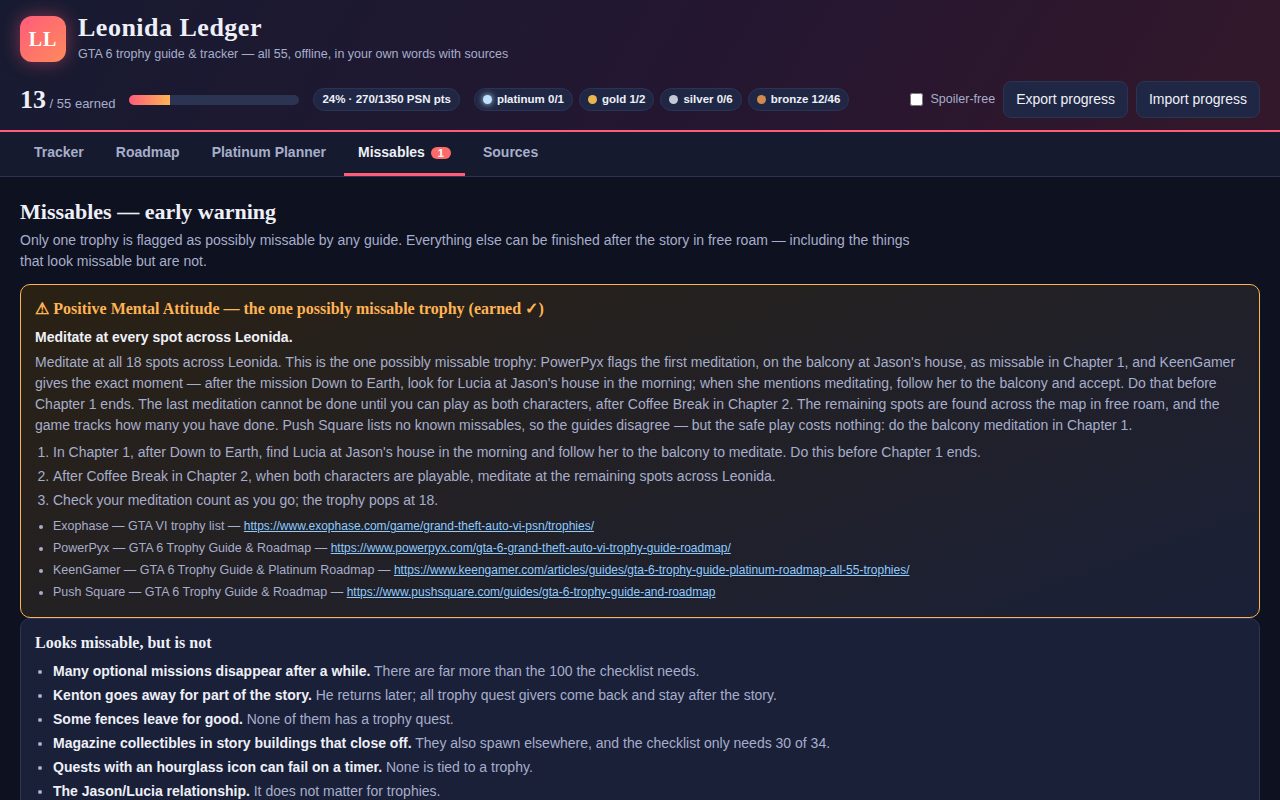 LL
Leonida Ledger
GTA 6 trophy guide & tracker — all 55, offline, in your own words with sources
13 / 55 earned
24% · 270/1350 PSN pts
platinum 0/1
gold 1/2
silver 0/6
bronze 12/46
Spoiler-free
Export progress
Import progress
Tracker
Roadmap
Platinum Planner
Missables 1
Sources
Missables — early warning
Only one trophy is flagged as possibly missable by any guide. Everything else can be finished after the story in free roam — including the things
that look missable but are not.
⚠ Positive Mental Attitude — the one possibly missable trophy (earned ✓)
Meditate at every spot across Leonida.
Meditate at all 18 spots across Leonida. This is the one possibly missable trophy: PowerPyx flags the first meditation, on the balcony at Jason's house, as missable in Chapter 1, and KeenGamer
gives the exact moment — after the mission Down to Earth, look for Lucia at Jason's house in the morning; when she mentions meditating, follow her to the balcony and accept. Do that before
Chapter 1 ends. The last meditation cannot be done until you can play as both characters, after Coffee Break in Chapter 2. The remaining spots are found across the map in free roam, and the
game tracks how many you have done. Push Square lists no known missables, so the guides disagree — but the safe play costs nothing: do the balcony meditation in Chapter 1.
1. In Chapter 1, after Down to Earth, find Lucia at Jason's house in the morning and follow her to the balcony to meditate. Do this before Chapter 1 ends.
2. After Coffee Break in Chapter 2, when both characters are playable, meditate at the remaining spots across Leonida.
3. Check your meditation count as you go; the trophy pops at 18.
• Exophase — GTA VI trophy list — https://www.exophase.com/game/grand-theft-auto-vi-psn/trophies/
• PowerPyx — GTA 6 Trophy Guide & Roadmap — https://www.powerpyx.com/gta-6-grand-theft-auto-vi-trophy-guide-roadmap/
• KeenGamer — GTA 6 Trophy Guide & Platinum Roadmap — https://www.keengamer.com/articles/guides/gta-6-trophy-guide-platinum-roadmap-all-55-trophies/
• Push Square — GTA 6 Trophy Guide & Roadmap — https://www.pushsquare.com/guides/gta-6-trophy-guide-and-roadmap
Looks missable, but is not
▪ Many optional missions disappear after a while. There are far more than the 100 the checklist needs.
▪ Kenton goes away for part of the story. He returns later; all trophy quest givers come back and stay after the story.
▪ Some fences leave for good. None of them has a trophy quest.
▪ Magazine collectibles in story buildings that close off. They also spawn elsewhere, and the checklist only needs 30 of 34.
▪ Quests with an hourglass icon can fail on a timer. None is tied to a trophy.
▪ The Jason/Lucia relationship. It does not matter for trophies.